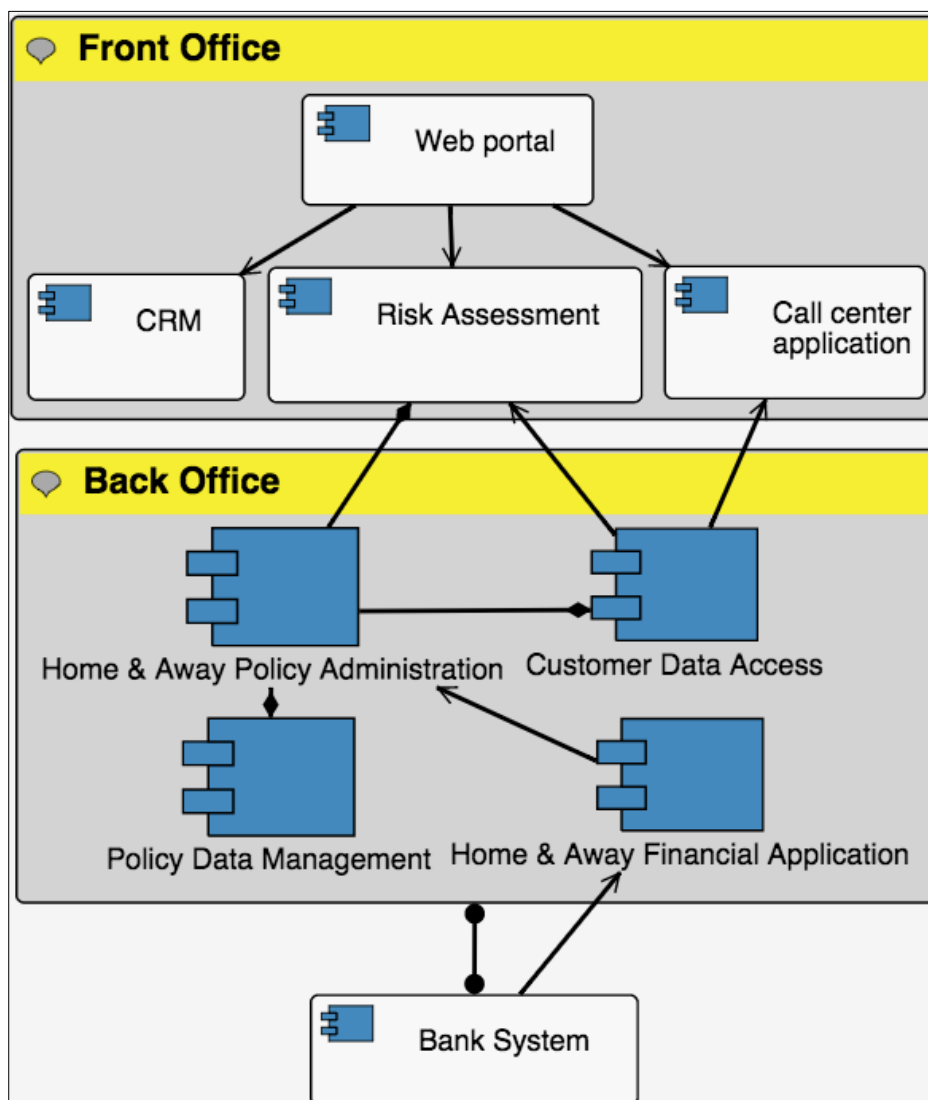 Front Office
Web portal
CRM
Risk Assessment
Call center
application
Back Office
Home & Away Policy Administration
Customer Data Access
Policy Data Management
Home & Away Financial Application
Bank System